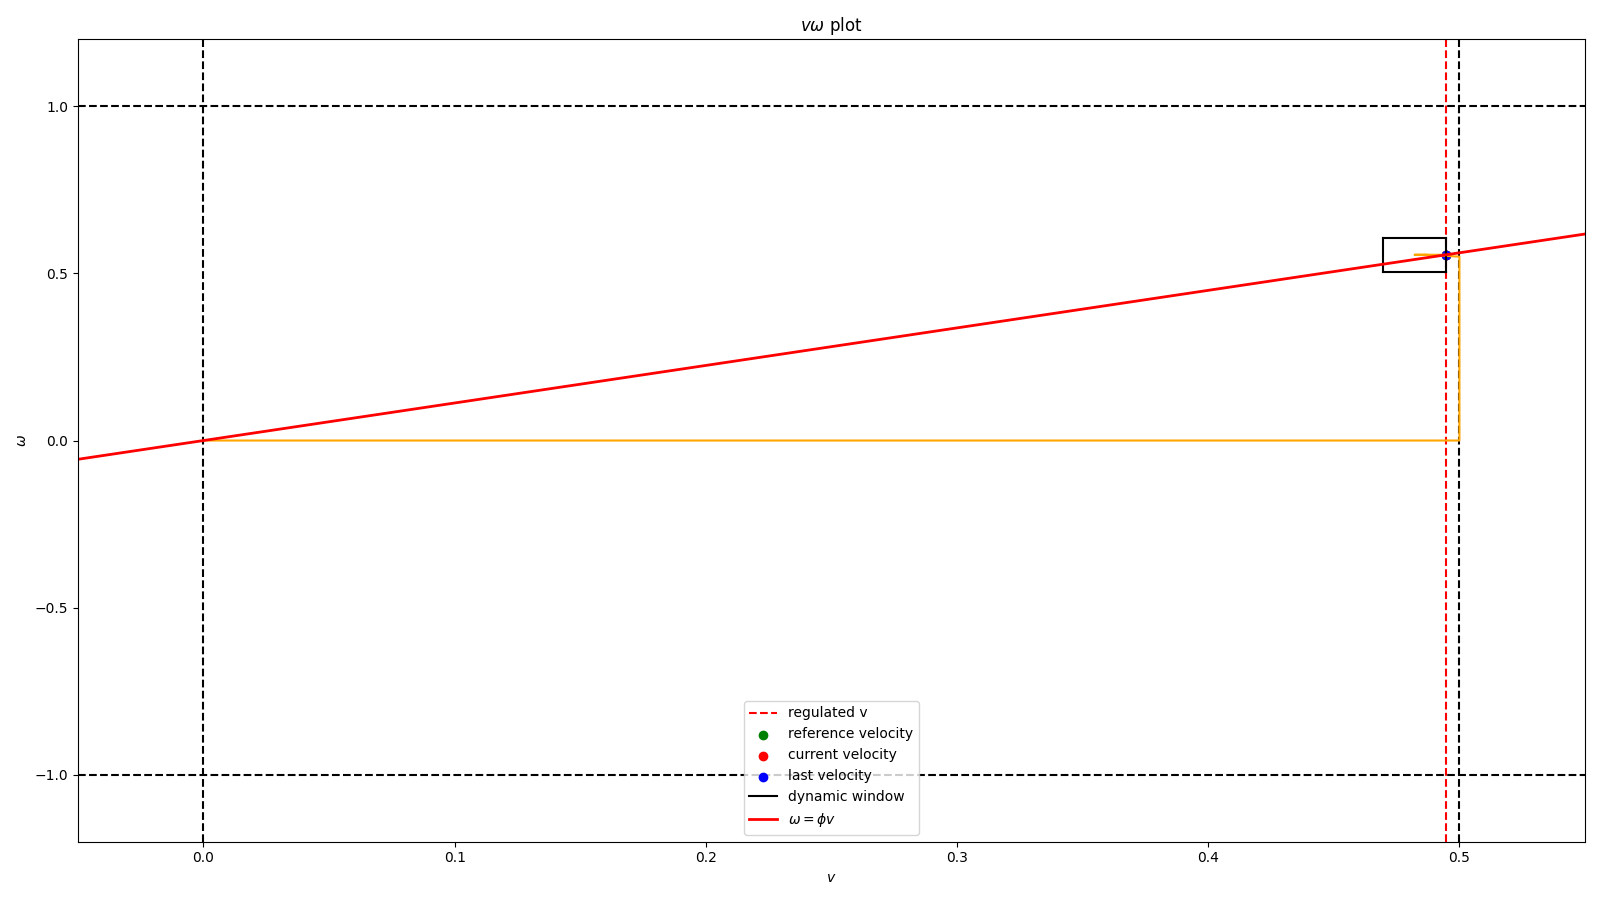 vω plot
1.0
0.5
0.0
−0.5
−1.0
ω
regulated v
reference velocity
current velocity
last velocity
dynamic window
ω = ϕv
0.0 0.1 0.2 0.3 0.4 0.5
v